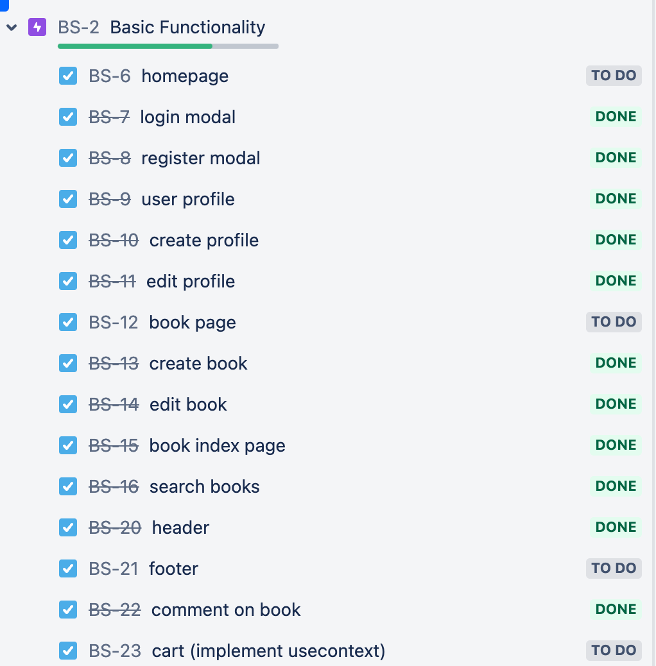 BS-2 Basic Functionality
BS-6 homepage TO DO
BS-7 login modal DONE
BS-8 register modal DONE
BS-9 user profile DONE
BS-10 create profile DONE
BS-11 edit profile DONE
BS-12 book page TO DO
BS-13 create book DONE
BS-14 edit book DONE
BS-15 book index page DONE
BS-16 search books DONE
BS-20 header DONE
BS-21 footer TO DO
BS-22 comment on book DONE
BS-23 cart (implement usecontext) TO DO